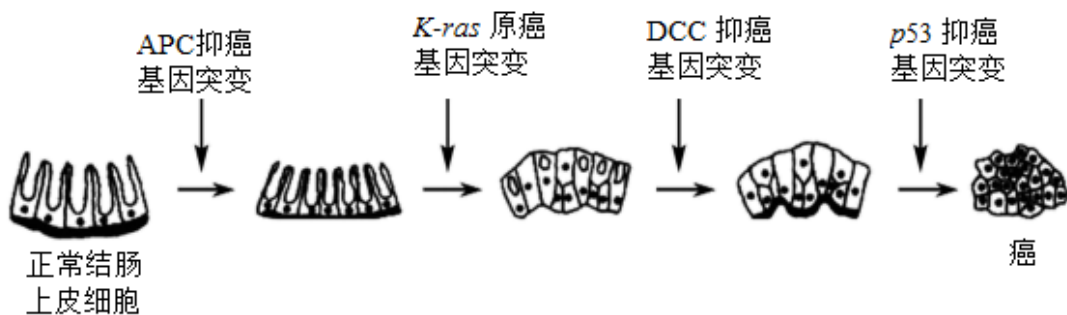 APC抑癌
基因突变
K-ras 原癌
基因突变
DCC 抑癌
基因突变
p53 抑癌
基因突变
正常结肠
上皮细胞
癌